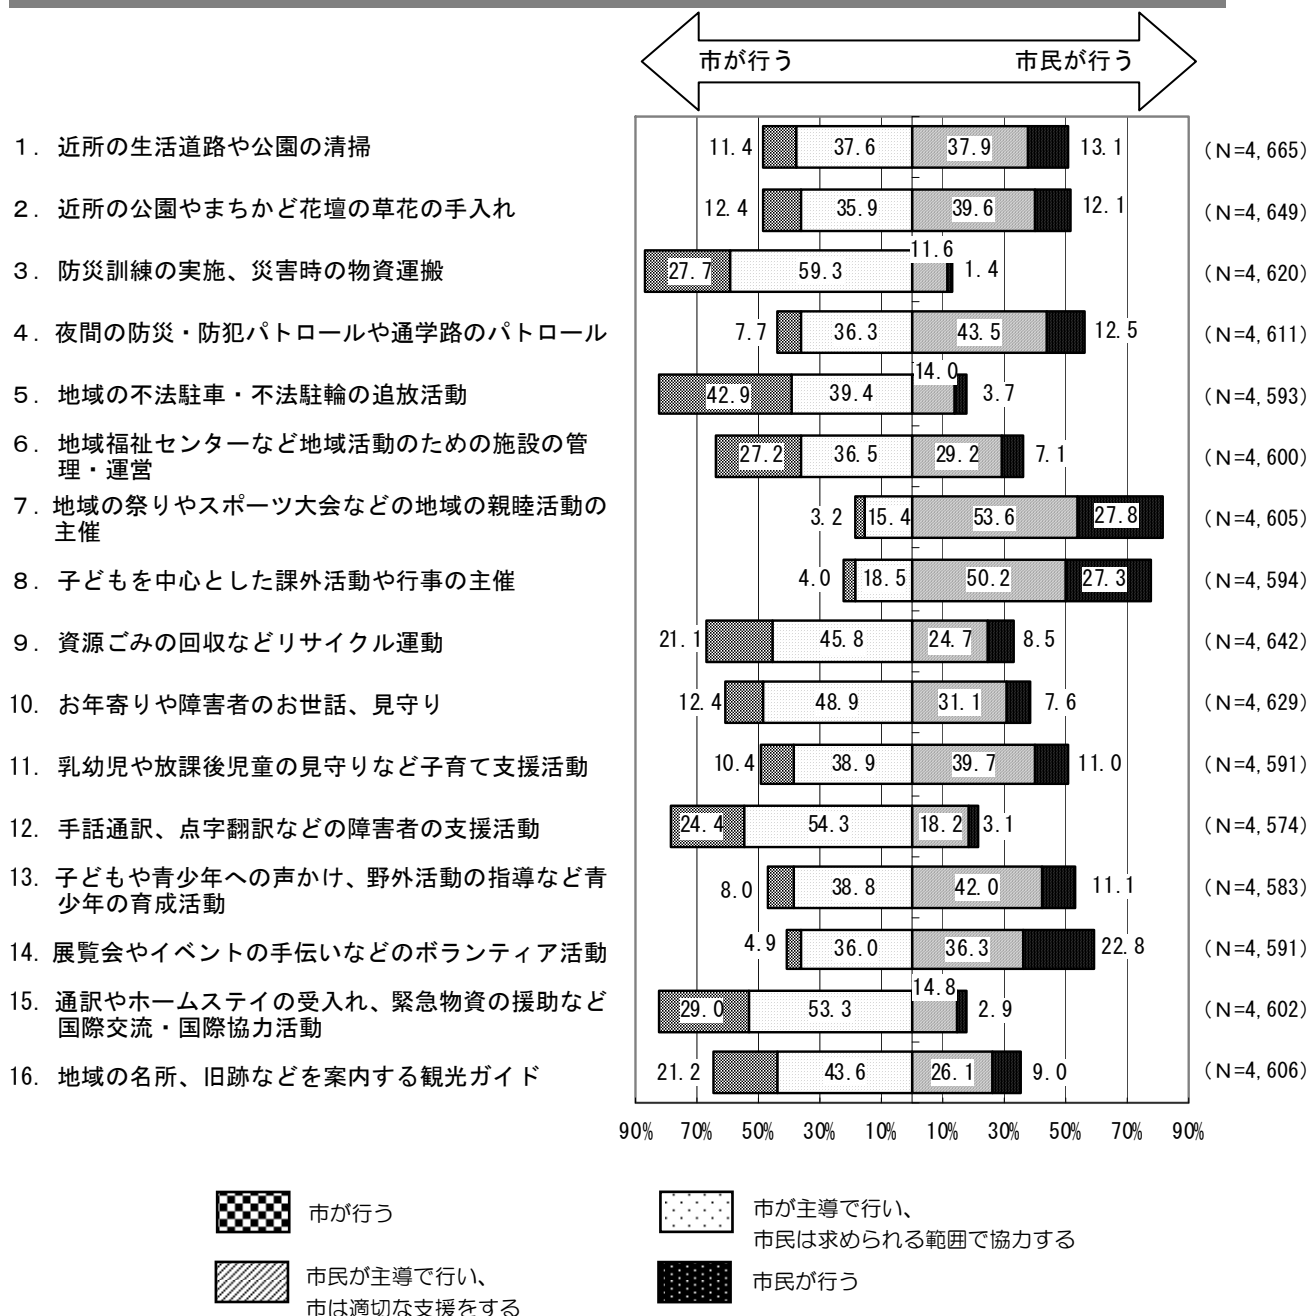 市が行う 市民が行う
1. 近所の生活道路や公園の清掃 11.4 37.6 37.9 13.1 (N=4,665)
2. 近所の公園やまちかど花壇の草花の手入れ 12.4 35.9 39.6 12.1 (N=4,649)
3. 防災訓練の実施、災害時の物資運搬 27.7 59.3 11.6 1.4 (N=4,620)
4. 夜間の防災・防犯パトロールや通学路のパトロール 7.7 36.3 43.5 12.5 (N=4,611)
5. 地域の不法駐車・不法駐輪の追放活動 42.9 39.4 14.0 3.7 (N=4,593)
6. 地域福祉センターなど地域活動のための施設の管
理・運営 27.2 36.5 29.2 7.1 (N=4,600)
7. 地域の祭りやスポーツ大会などの地域の親睦活動の
主催 3.2 15.4 53.6 27.8 (N=4,605)
8. 子どもを中心とした課外活動や行事の主催 4.0 18.5 50.2 27.3 (N=4,594)
9. 資源ごみの回収などリサイクル運動 21.1 45.8 24.7 8.5 (N=4,642)
10. お年寄りや障害者のお世話、見守り 12.4 48.9 31.1 7.6 (N=4,629)
11. 乳幼児や放課後児童の見守りなど子育て支援活動 10.4 38.9 39.7 11.0 (N=4,591)
12. 手話通訳、点字翻訳などの障害者の支援活動 24.4 54.3 18.2 3.1 (N=4,574)
13. 子どもや青少年への声かけ、野外活動の指導など青
少年の育成活動 8.0 38.8 42.0 11.1 (N=4,583)
14. 展覧会やイベントの手伝いなどのボランティア活動 4.9 36.0 36.3 22.8 (N=4,591)
15. 通訳やホームステイの受入れ、緊急物資の援助など
国際交流・国際協力活動 29.0 53.3 14.8 2.9 (N=4,602)
16. 地域の名所、旧跡などを案内する観光ガイド 21.2 43.6 26.1 9.0 (N=4,606)
90% 70% 50% 30% 10% 10% 30% 50% 70% 90%
市が行う
市が主導で行い、
市民は求められる範囲で協力する
市民が主導で行い、
市は適切な支援をする
市民が行う